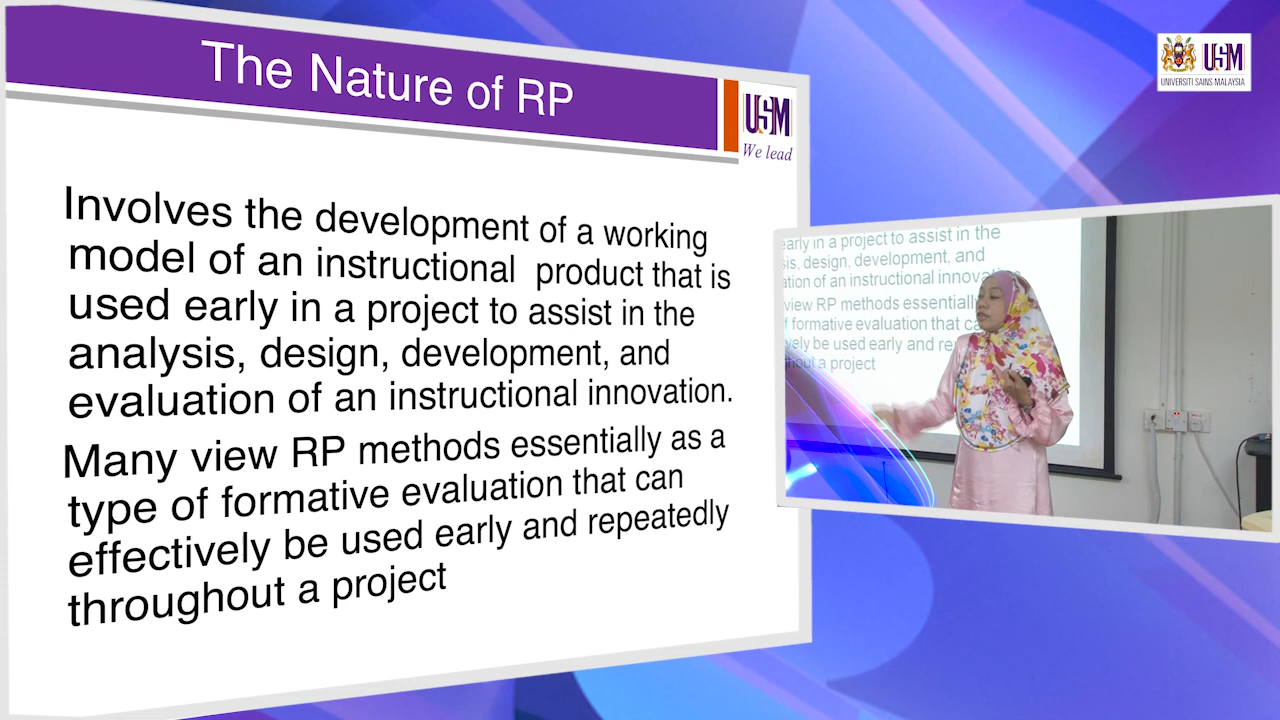 The Nature of RP
USM
We lead
Involves the development of a working
model of an instructional product that is
used early in a project to assist in the
analysis, design, development, and
evaluation of an instructional innovation.
Many view RP methods essentially as a
type of formative evaluation that can
effectively be used early and repeatedly
throughout a project
USM
UNIVERSITI SAINS MALAYSIA
early in a project to assist in the
sis, design, development, and
ation of an instructional innovati
view RP methods essentially
f formative evaluation that ca
vely be used early and re
ghout a project